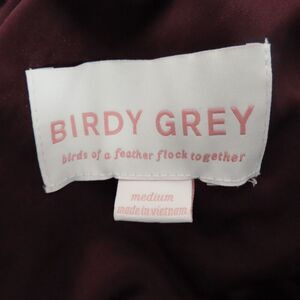 BIRDY GREY
birds of a feather flock together
medium
made in vietnam